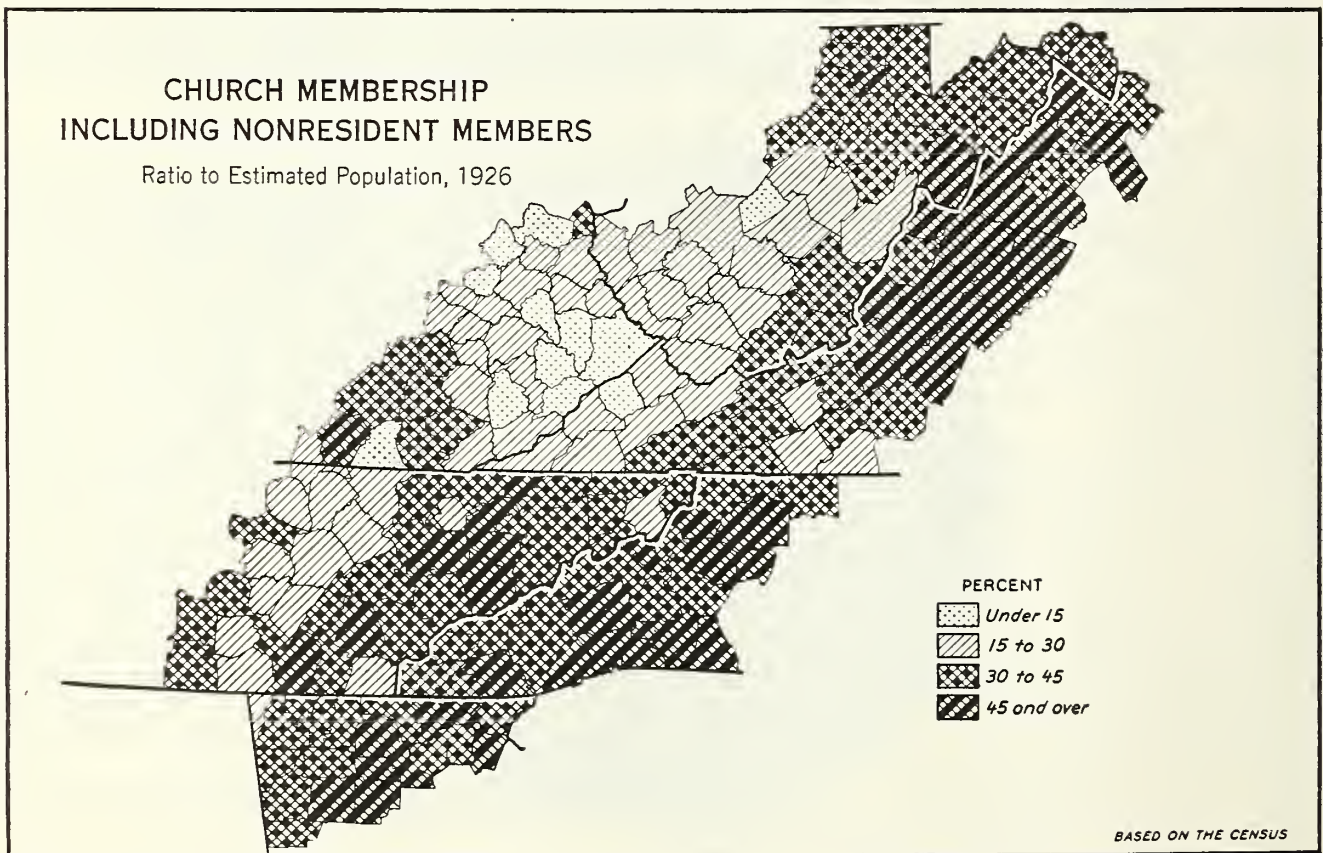 CHURCH MEMBERSHIP
INCLUDING NONRESIDENT MEMBERS
Ratio to Estimated Population, 1926
PERCENT
Under 15
15 to 30
30 to 45
45 and over
BASED ON THE CENSUS